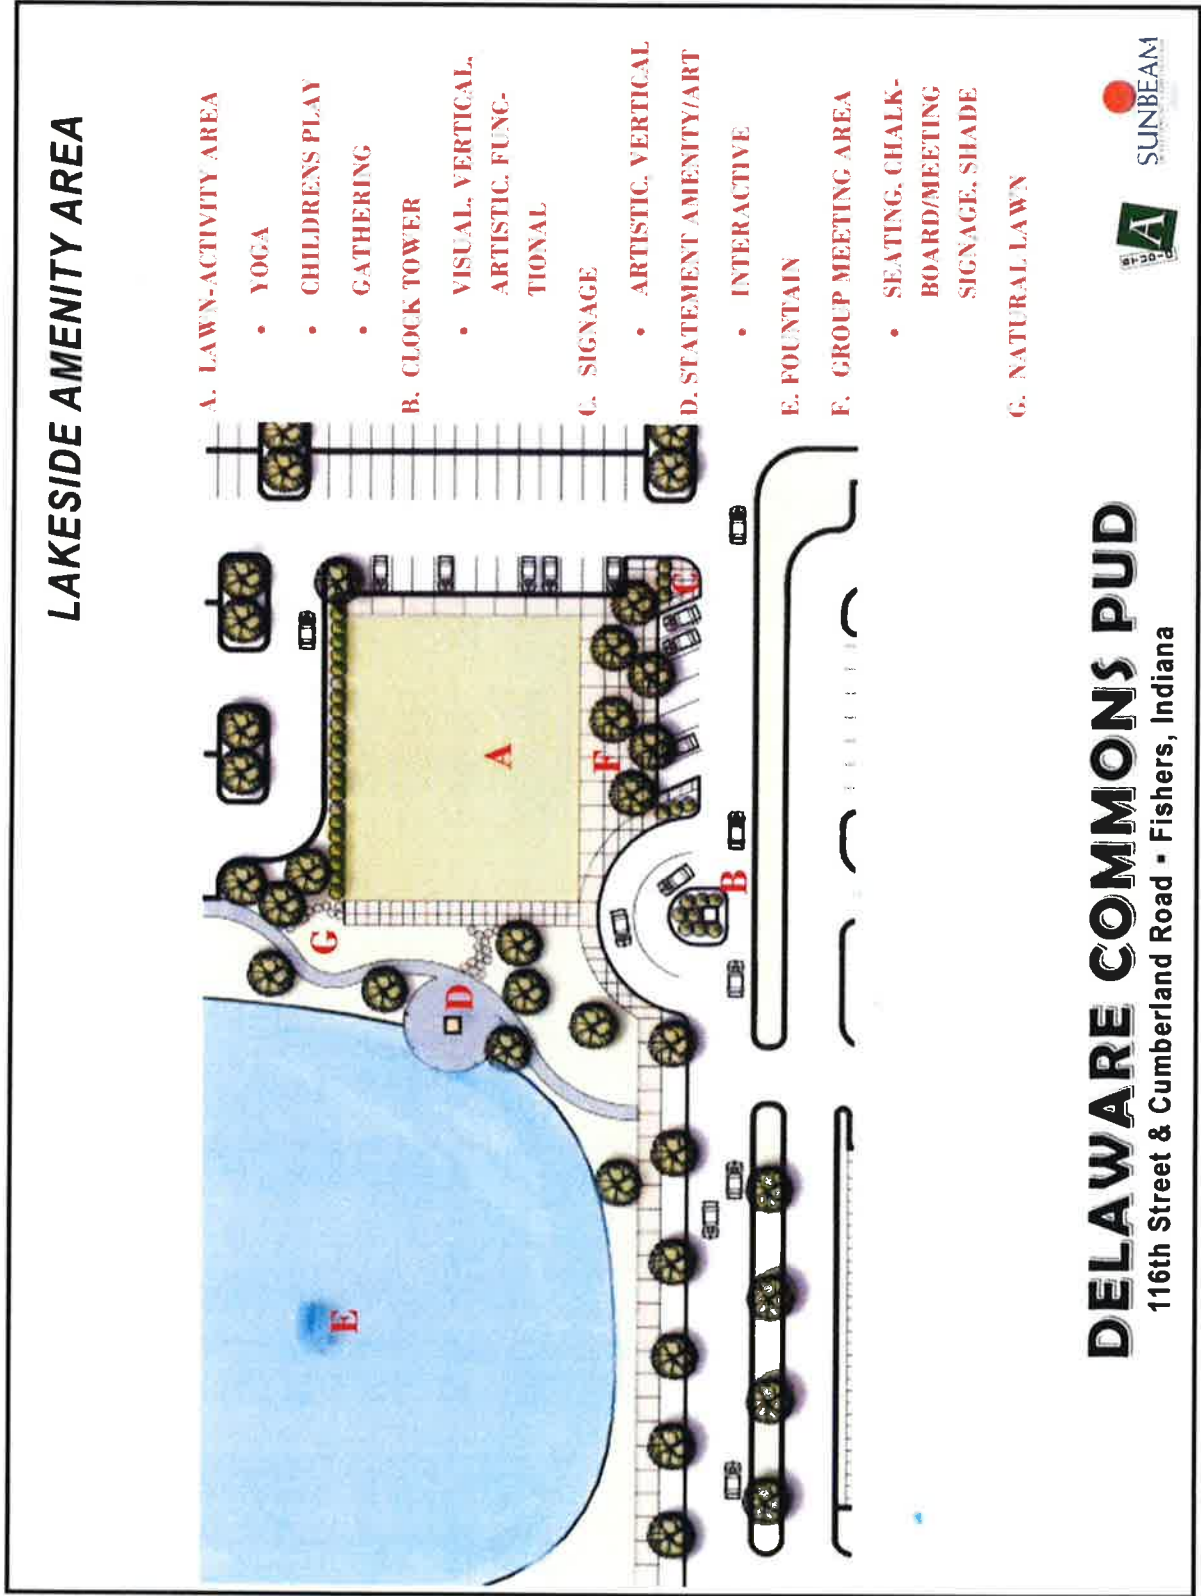 LAKESIDE AMENITY AREA
A. LAWN-ACTIVITY AREA
• YOGA
• CHILDRENS PLAY
• GATHERING
B. CLOCK TOWER
• VISUAL, VERTICAL,
ARTISTIC, FUNC-
TIONAL
C. SIGNAGE
• ARTISTIC, VERTICAL
D. STATEMENT AMENITY/ART
• INTERACTIVE
E. FOUNTAIN
F. GROUP MEETING AREA
• SEATING, CHALK-
BOARD/MEETING
SIGNAGE, SHADE
G. NATURAL LAWN
E
D
G
A
F
B
C
DELAWARE COMMONS PUD
116th Street & Cumberland Road • Fishers, Indiana
A
SUNBEAM